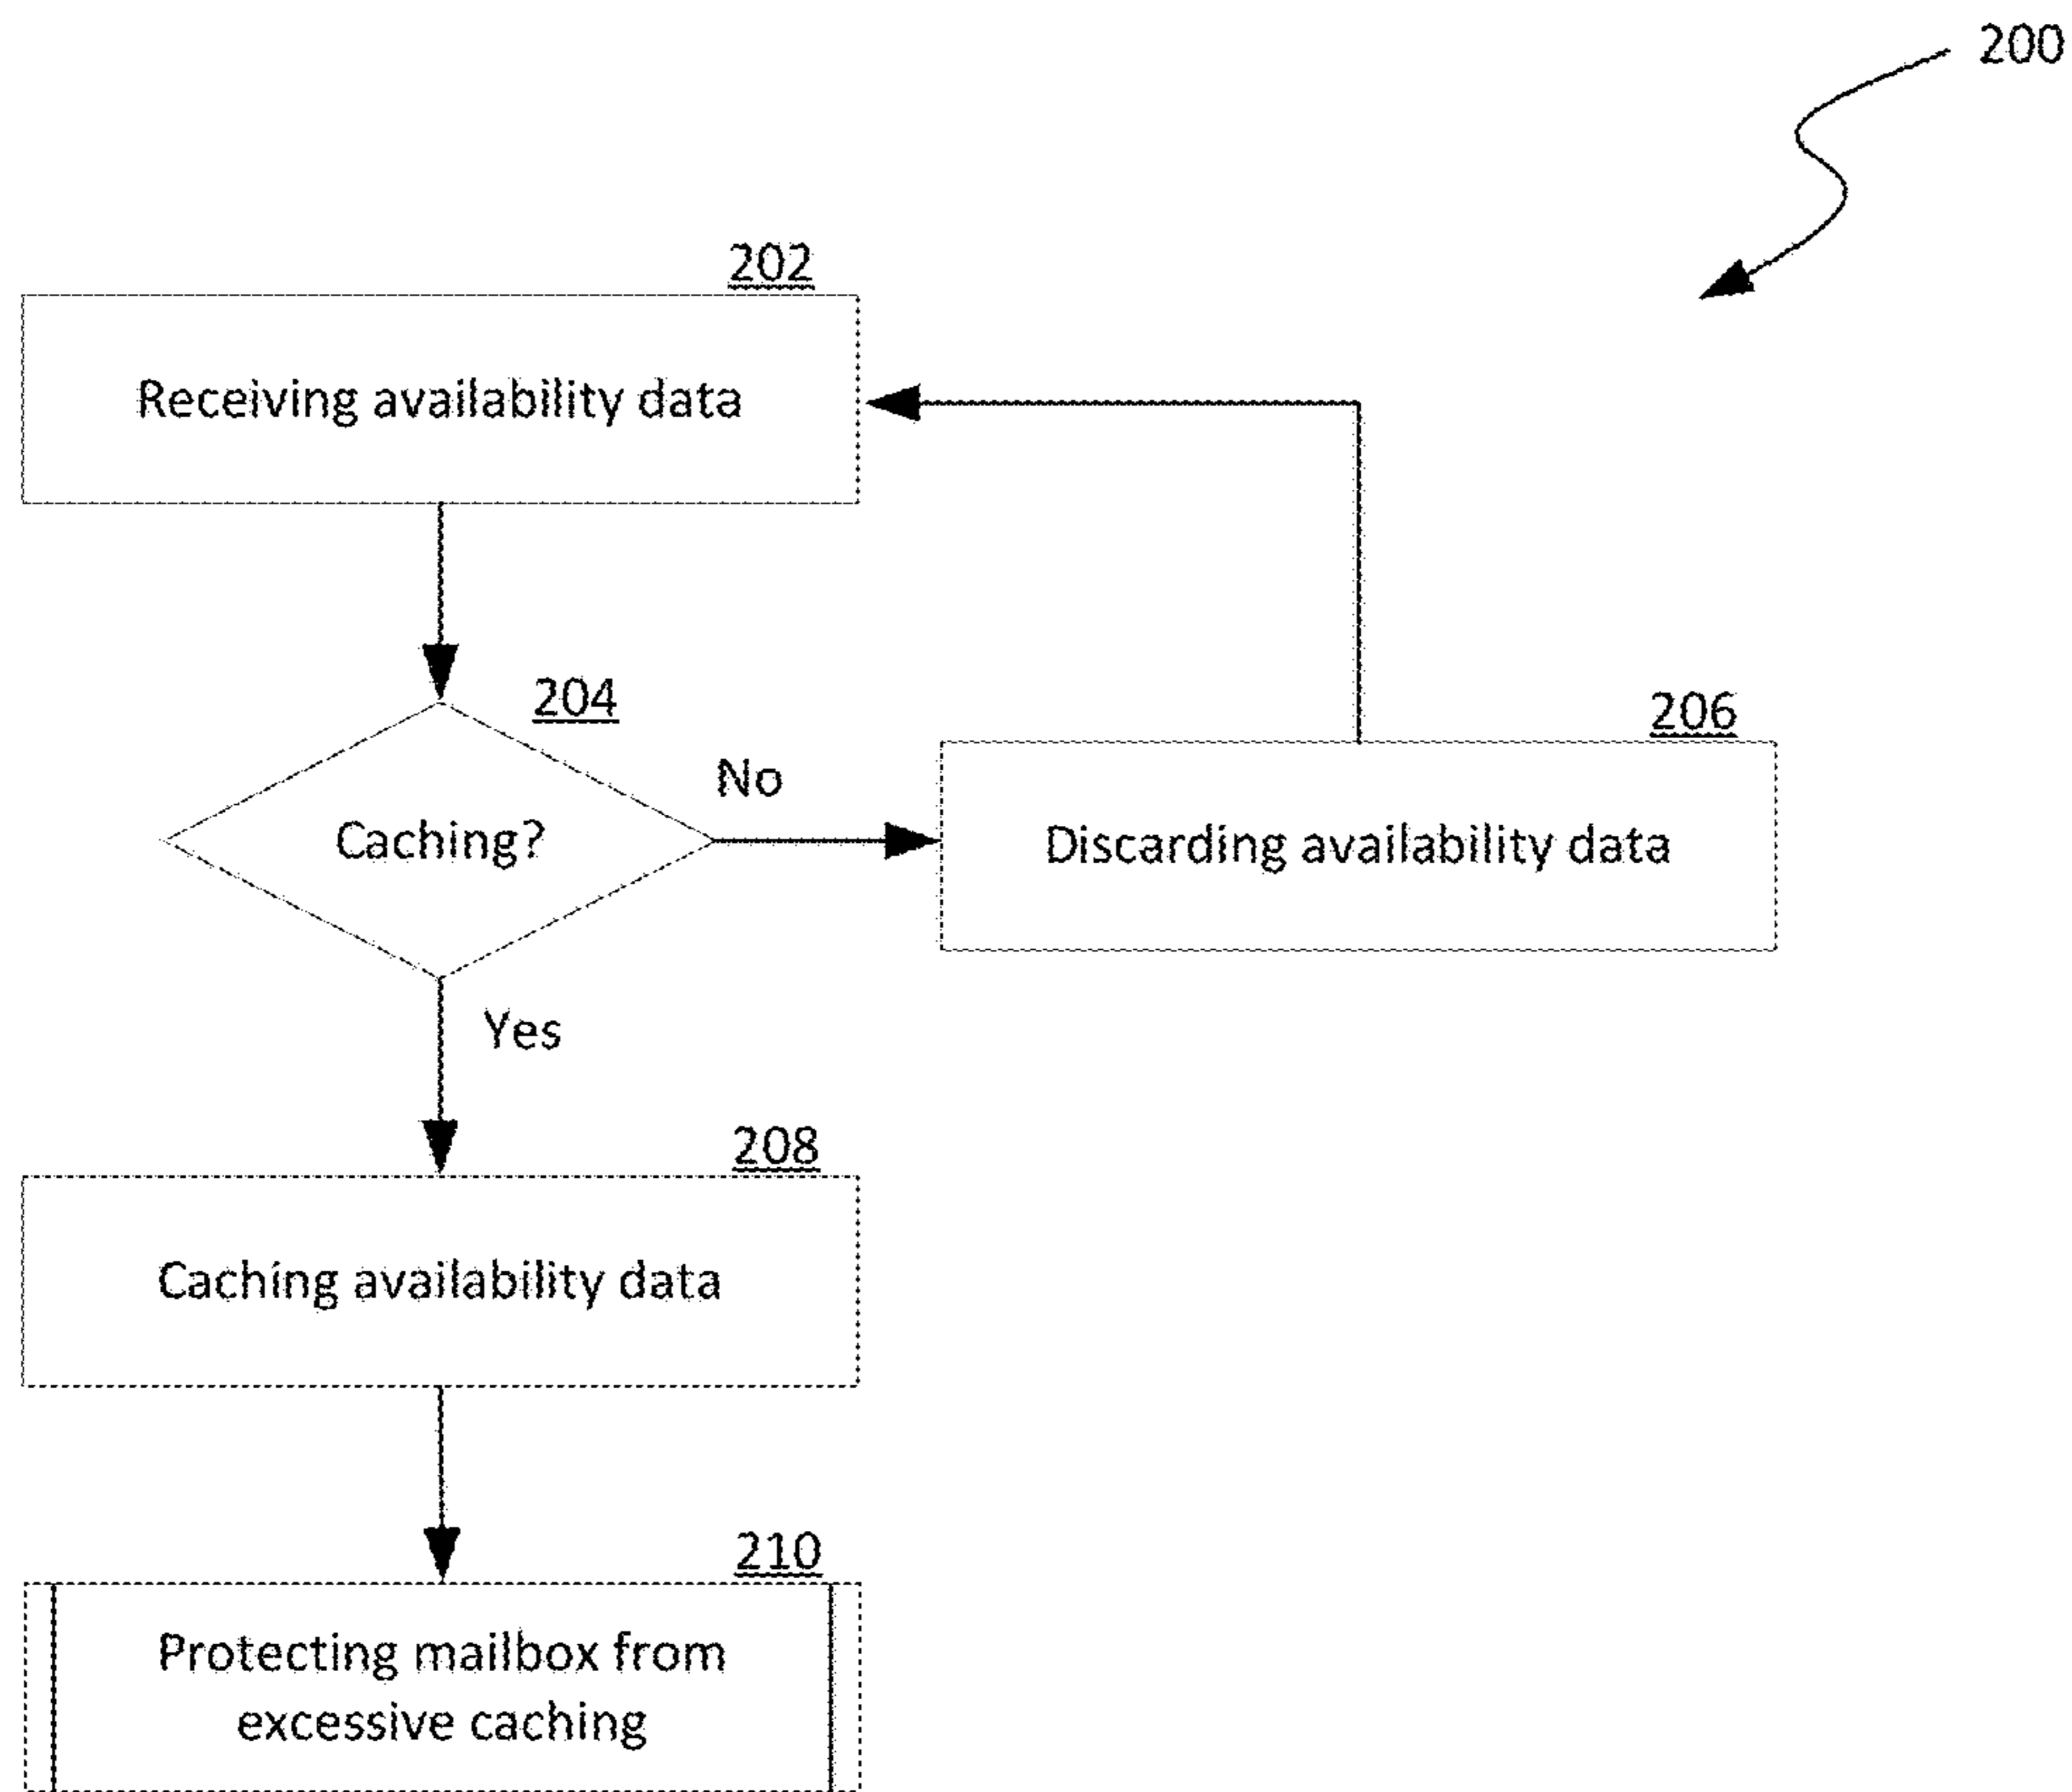 200
202
Receiving availability data
204
No
206
Caching?
Discarding availability data
Yes
208
Caching availability data
210
Protecting mailbox from
excessive caching